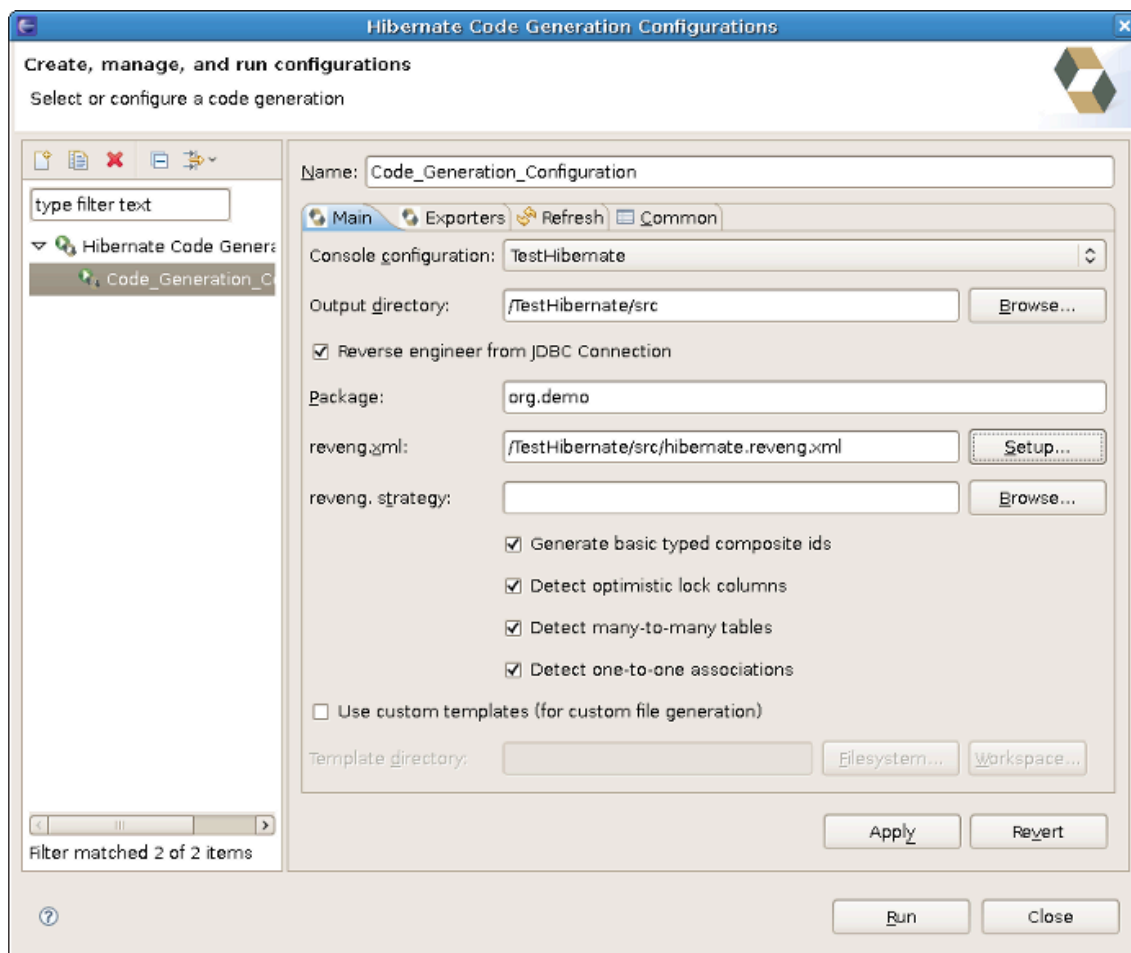 Hibernate Code Generation Configurations
Create, manage, and run configurations
Select or configure a code generation
type filter text
Hibernate Code Genera
Code_Generation_C
Filter matched 2 of 2 items
Name: Code_Generation_Configuration
Main Exporters Refresh Common
Console configuration: TestHibernate
Output directory: /TestHibernate/src Browse...
Reverse engineer from JDBC Connection
Package: org.demo
reveng.xml: /TestHibernate/src/hibernate.reveng.xml Setup...
reveng. strategy: Browse...
Generate basic typed composite ids
Detect optimistic lock columns
Detect many-to-many tables
Detect one-to-one associations
Use custom templates (for custom file generation)
Template directory: Filesystem... Workspace...
Apply Revert
Run Close